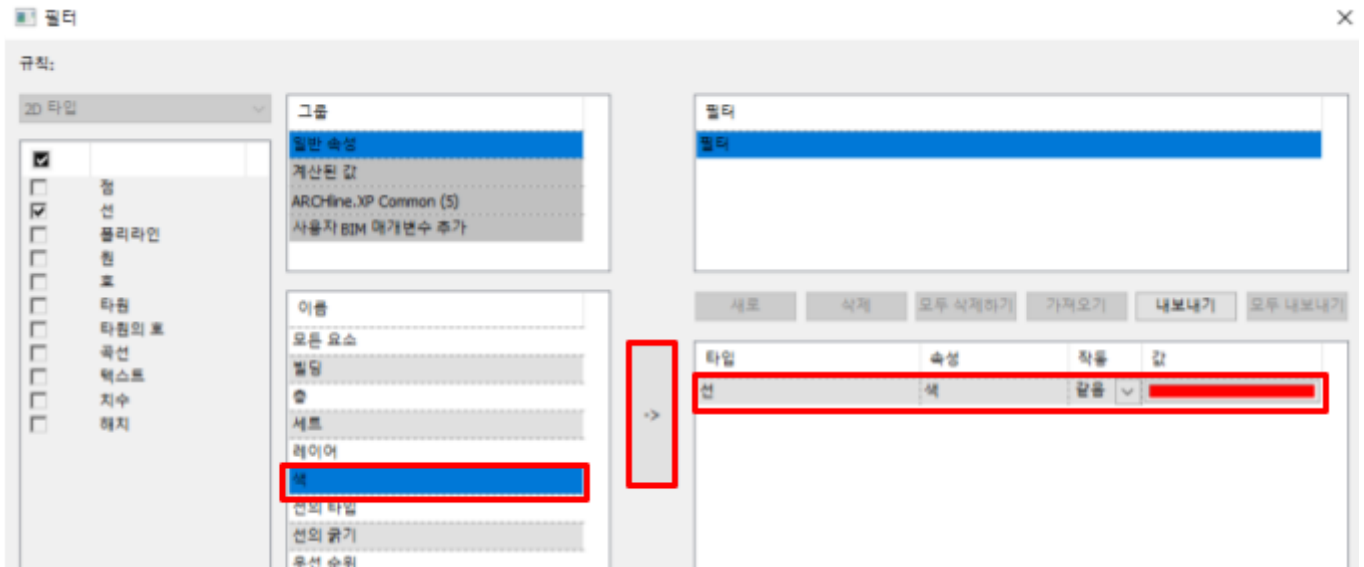 필터
규칙:
2D 타입
점
선
폴리라인
원
호
타원
타원의 호
곡선
텍스트
치수
해치
그룹
일반 속성
계산된 값
ARCHline.XP Common (5)
사용자 BIM 매개변수 추가
이름
모든 요소
빌딩
층
세트
레이어
색
선의 타입
선의 굵기
우선 순위
->
필터
필터
새로 삭제 모두 삭제하기 가져오기 내보내기 모두 내보내기
타입 속성 작동 값
선 색 같음